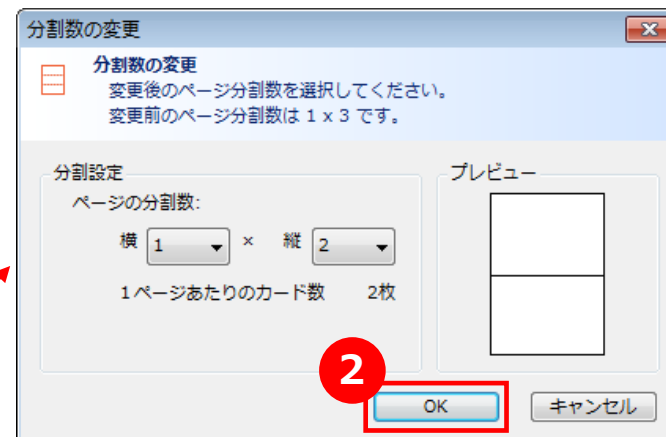 分割数の変更
分割数の変更
変更後のページ分割数を選択してください。
変更前のページ分割数は 1 x 3 です。
分割設定
プレビュー
ページの分割数:
横 1 × 縦 2
1ページあたりのカード数 2枚
2
OK キャンセル